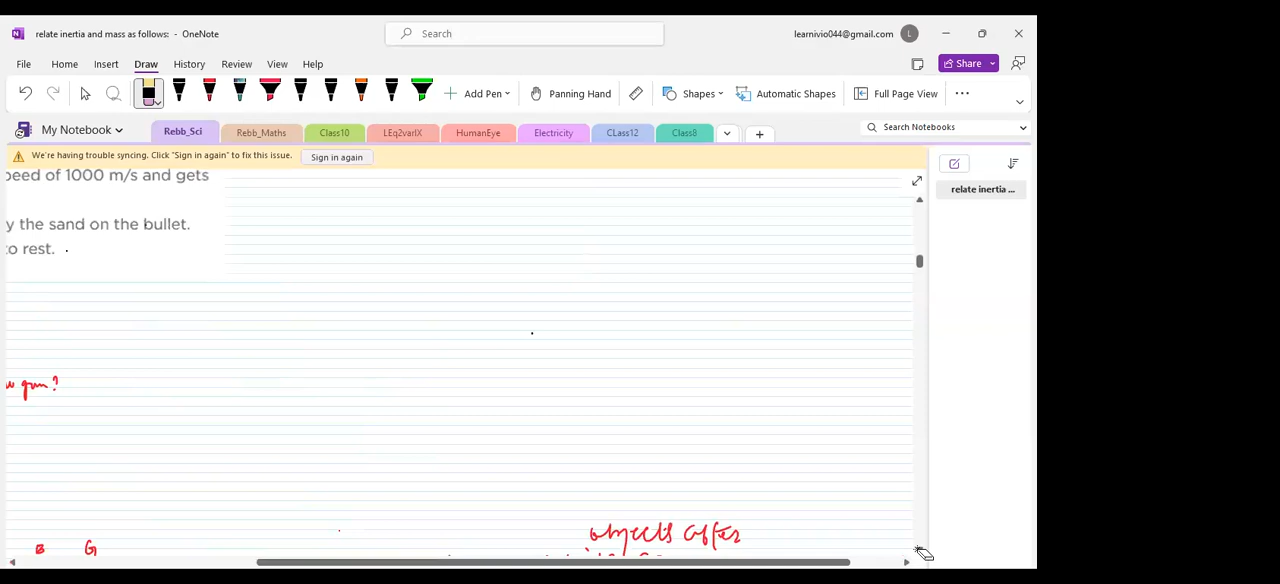 relate inertia and mass as follows: - OneNote
Search
learnivio044@gmail.com
L
File Home Insert Draw History Review View Help
Share
Add Pen
Panning Hand
Shapes
Automatic Shapes
Full Page View
My Notebook
Rebb_Sci
Rebb_Maths
Class10
LEq2varIX
HumanEye
Electricity
CLass12
Class8
Search Notebooks
We're having trouble syncing. Click "Sign in again" to fix this issue.
Sign in again
relate inertia ...
peed of 1000 m/s and gets
y the sand on the bullet.
to rest.
gun?
B G
objects after